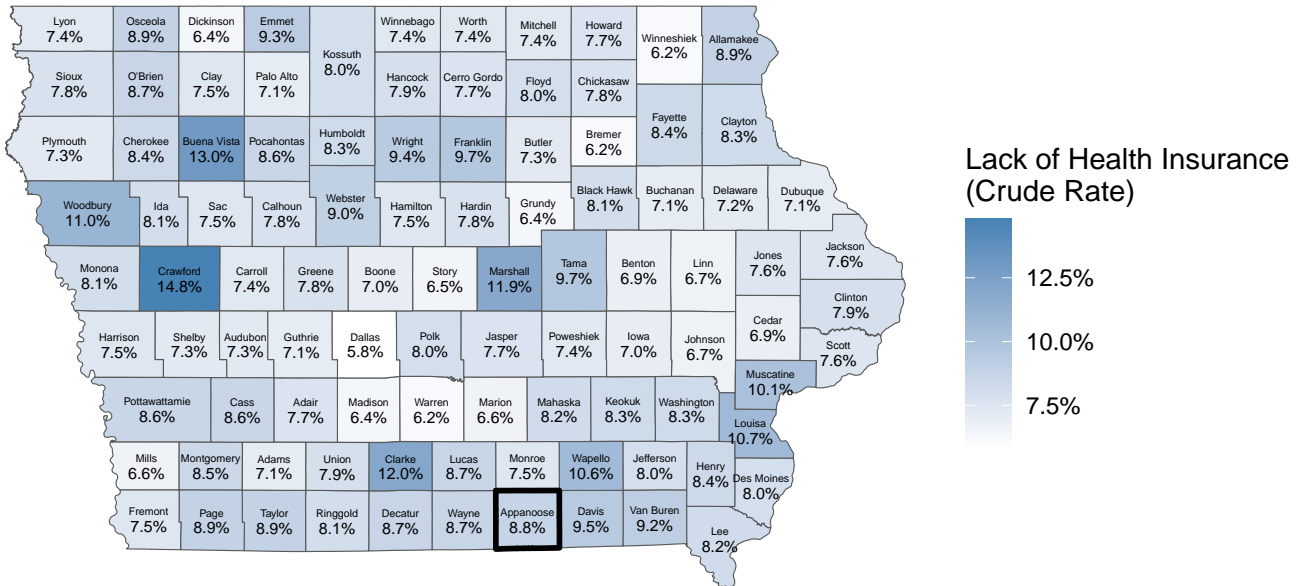 Lyon
7.4%
Osceola
8.9%
Dickinson
6.4%
Emmet
9.3%
Kossuth
8.0%
Winnebago
7.4%
Worth
7.4%
Mitchell
7.4%
Howard
7.7%
Winneshiek
6.2%
Allamakee
8.9%
Sioux
7.8%
O'Brien
8.7%
Clay
7.5%
Palo Alto
7.1%
Hancock
7.9%
Cerro Gordo
7.7%
Floyd
8.0%
Chickasaw
7.8%
Fayette
8.4%
Clayton
8.3%
Plymouth
7.3%
Cherokee
8.4%
Buena Vista
13.0%
Pocahontas
8.6%
Humboldt
8.3%
Wright
9.4%
Franklin
9.7%
Butler
7.3%
Bremer
6.2%
Woodbury
11.0%
Ida
8.1%
Sac
7.5%
Calhoun
7.8%
Webster
9.0%
Hamilton
7.5%
Hardin
7.8%
Grundy
6.4%
Black Hawk
8.1%
Buchanan
7.1%
Delaware
7.2%
Dubuque
7.1%
Monona
8.1%
Crawford
14.8%
Carroll
7.4%
Greene
7.8%
Boone
7.0%
Story
6.5%
Marshall
11.9%
Tama
9.7%
Benton
6.9%
Linn
6.7%
Jones
7.6%
Jackson
7.6%
Clinton
7.9%
Harrison
7.5%
Shelby
7.3%
Audubon
7.3%
Guthrie
7.1%
Dallas
5.8%
Polk
8.0%
Jasper
7.7%
Poweshiek
7.4%
Iowa
7.0%
Johnson
6.7%
Cedar
6.9%
Scott
7.6%
Muscatine
10.1%
Pottawattamie
8.6%
Cass
8.6%
Adair
7.7%
Madison
6.4%
Warren
6.2%
Marion
6.6%
Mahaska
8.2%
Keokuk
8.3%
Washington
8.3%
Louisa
10.7%
Mills
6.6%
Montgomery
8.5%
Adams
7.1%
Union
7.9%
Clarke
12.0%
Lucas
8.7%
Monroe
7.5%
Wapello
10.6%
Jefferson
8.0%
Henry
8.4%
Des Moines
8.0%
Fremont
7.5%
Page
8.9%
Taylor
8.9%
Ringgold
8.1%
Decatur
8.7%
Wayne
8.7%
Appanoose
8.8%
Davis
9.5%
Van Buren
9.2%
Lee
8.2%
Lack of Health Insurance
(Crude Rate)
12.5%
10.0%
7.5%